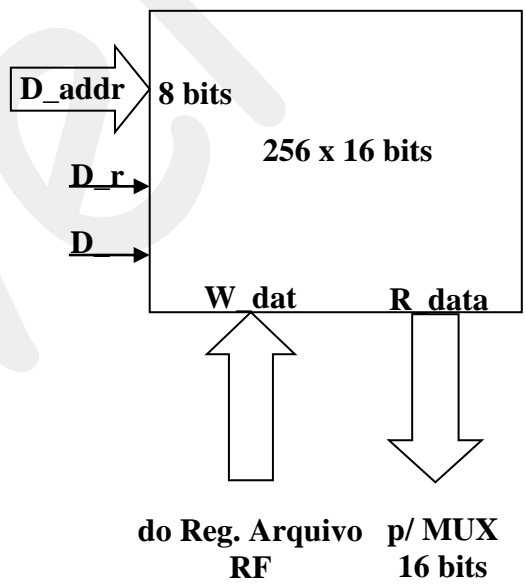 D_addr
8 bits
256 x 16 bits
D_r
D_
W_dat
R_data
do Reg. Arquivo
RF
p/ MUX
16 bits